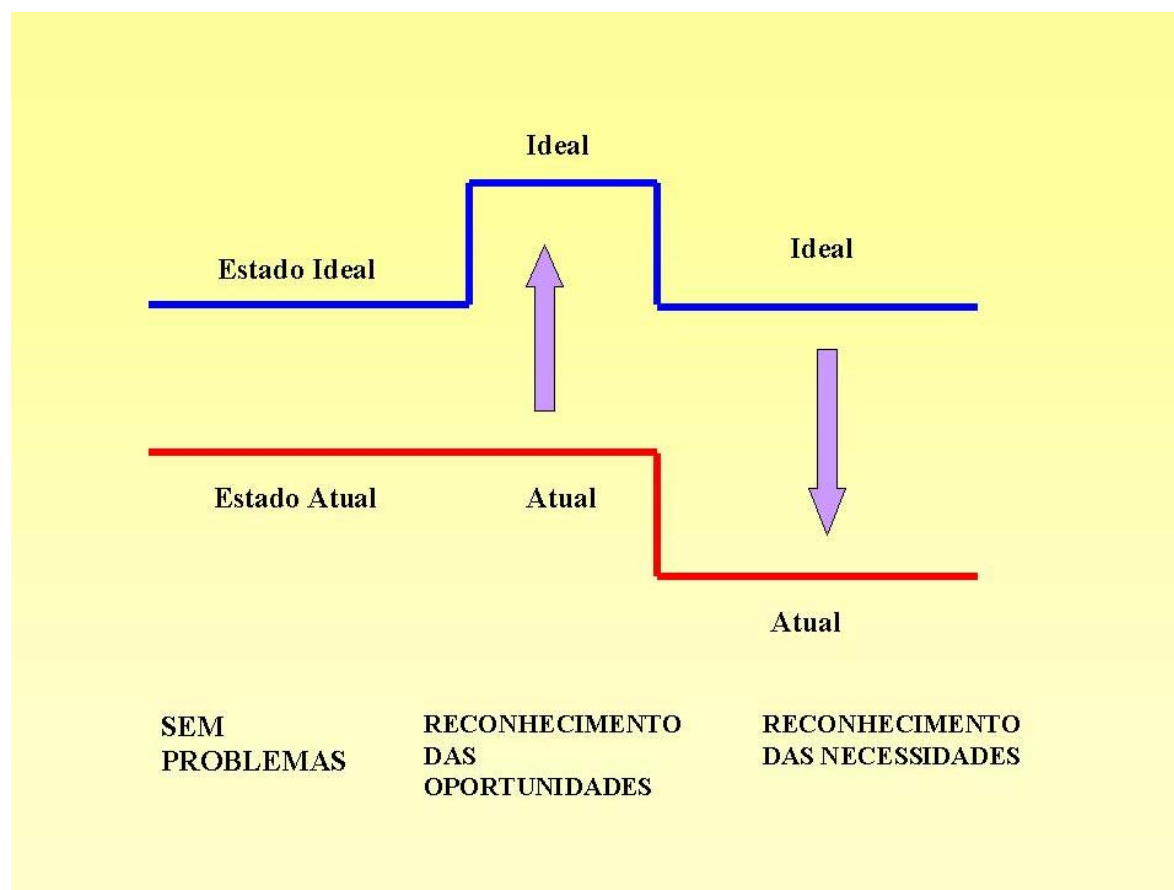 Ideal
Ideal
Estado Ideal
Estado Atual
Atual
Atual
SEM
PROBLEMAS
RECONHECIMENTO
DAS
OPORTUNIDADES
RECONHECIMENTO
DAS NECESSIDADES